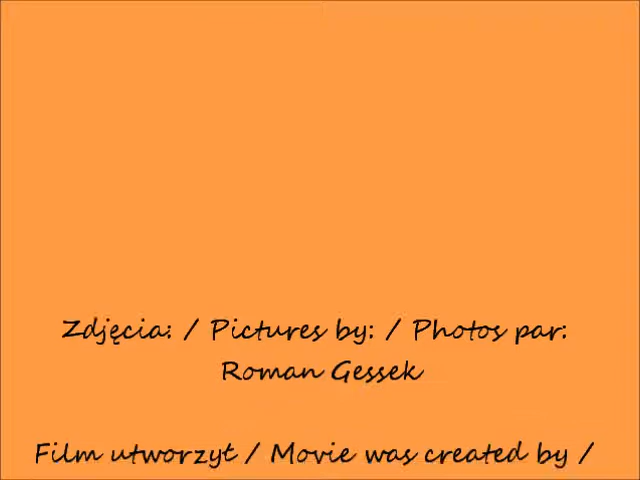 Zdjęcia: / Pictures by: / Photos par:
Roman Gessek
Film utworzył / Movie was created by /